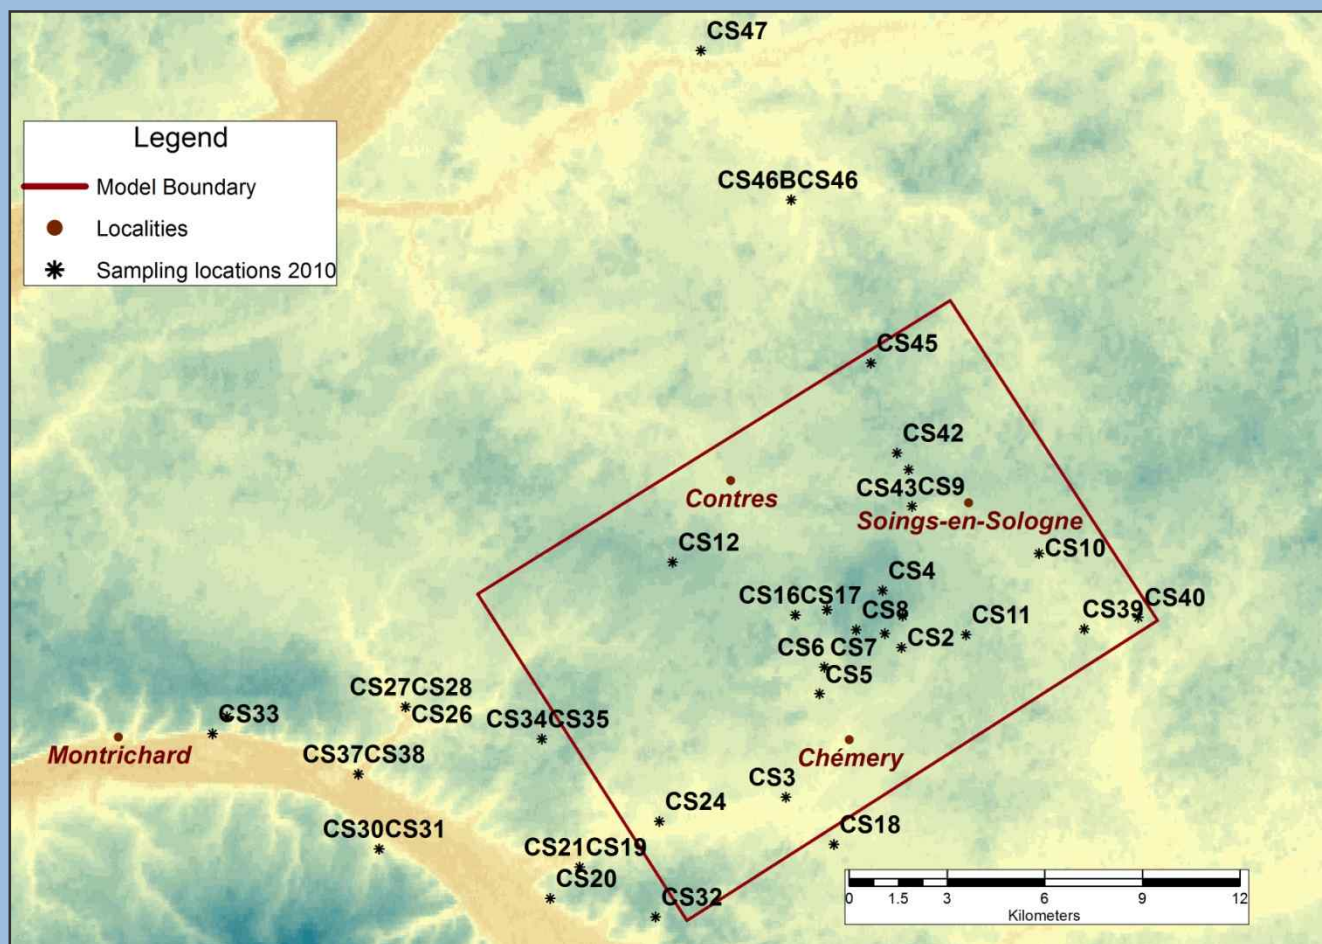 CS47
Legend
Model Boundary
Localities
Sampling locations 2010
CS46BCS46
CS45
CS42
CS43CS9
Contres
Soings-en-Sologne
CS12
CS10
CS4
CS16CS17
CS8
CS11
CS39
CS40
CS6 CS7
CS2
CS5
CS27CS28
CS26
CS33
CS34CS35
Montrichard
CS37CS38
Chémery
CS3
CS24
CS18
CS30CS31
CS21CS19
CS20
CS32
0 1.5 3 6 9 12
Kilometers